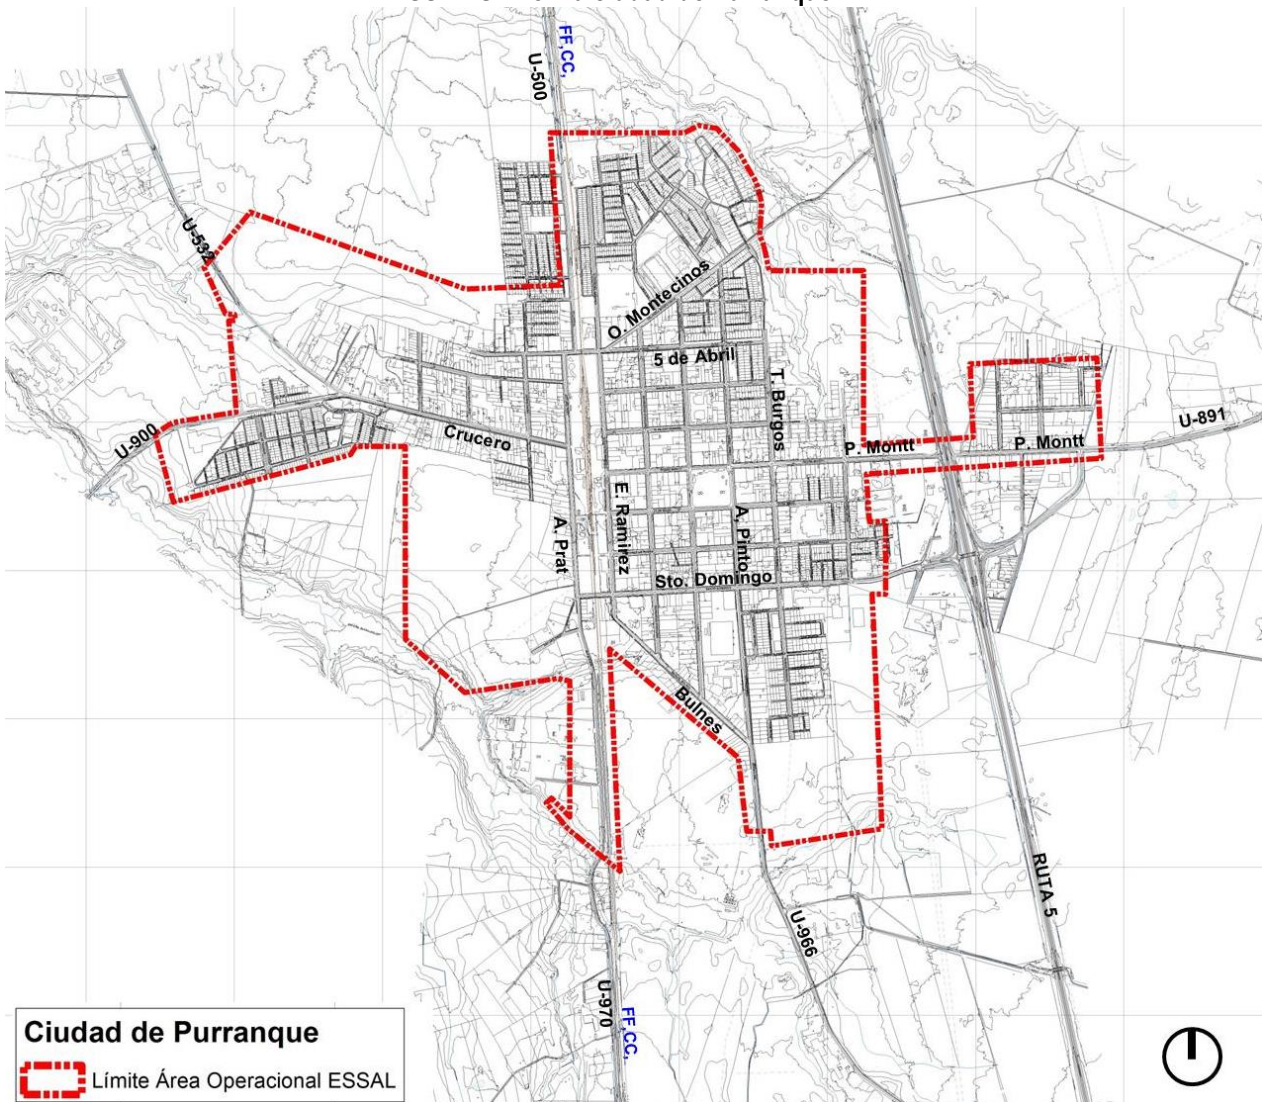 FF,CC,
U-500
U-532
O. Montecinos
5 de Abril
T. Burgos
U-891
U-900
Crucero
P. Montt
P. Montt
E. Ramirez
A. Prat
A. Pinto
Sto. Domingo
Bulnes
RUTA 5
U-966
U-970
FF,CC,
Ciudad de Purranque
Límite Área Operacional ESSAL